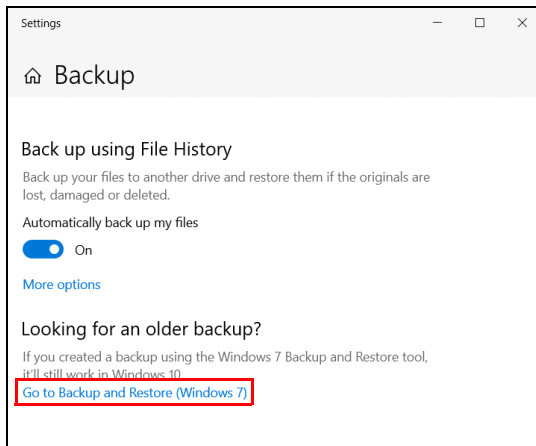 Settings
Backup
Back up using File History
Back up your files to another drive and restore them if the originals are
lost, damaged or deleted.
Automatically back up my files
On
More options
Looking for an older backup?
If you created a backup using the Windows 7 Backup and Restore tool,
it'll still work in Windows 10.
Go to Backup and Restore (Windows 7)